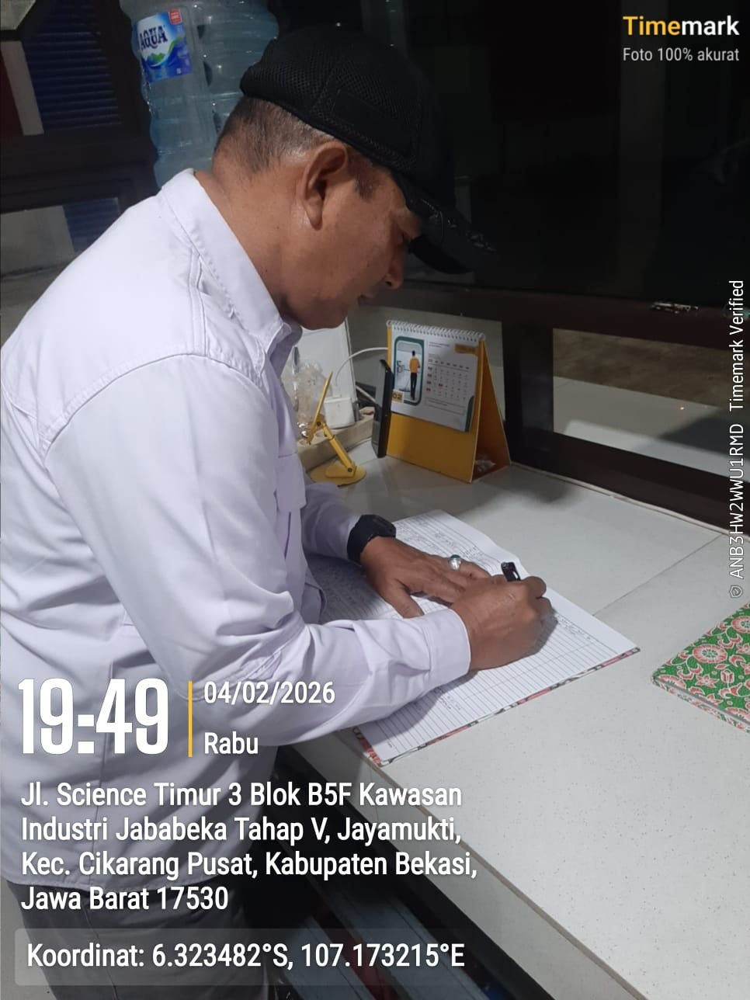 AQUA
Timemark
Foto 100% akurat
02
ANB3HW2WWU1RMD Timemark Verified
19:49
04/02/2026
Rabu
Jl. Science Timur 3 Blok B5F Kawasan
Industri Jababeka Tahap V, Jayamukti,
Kec. Cikarang Pusat, Kabupaten Bekasi,
Jawa Barat 17530
Koordinat: 6.323482°S, 107.173215°E